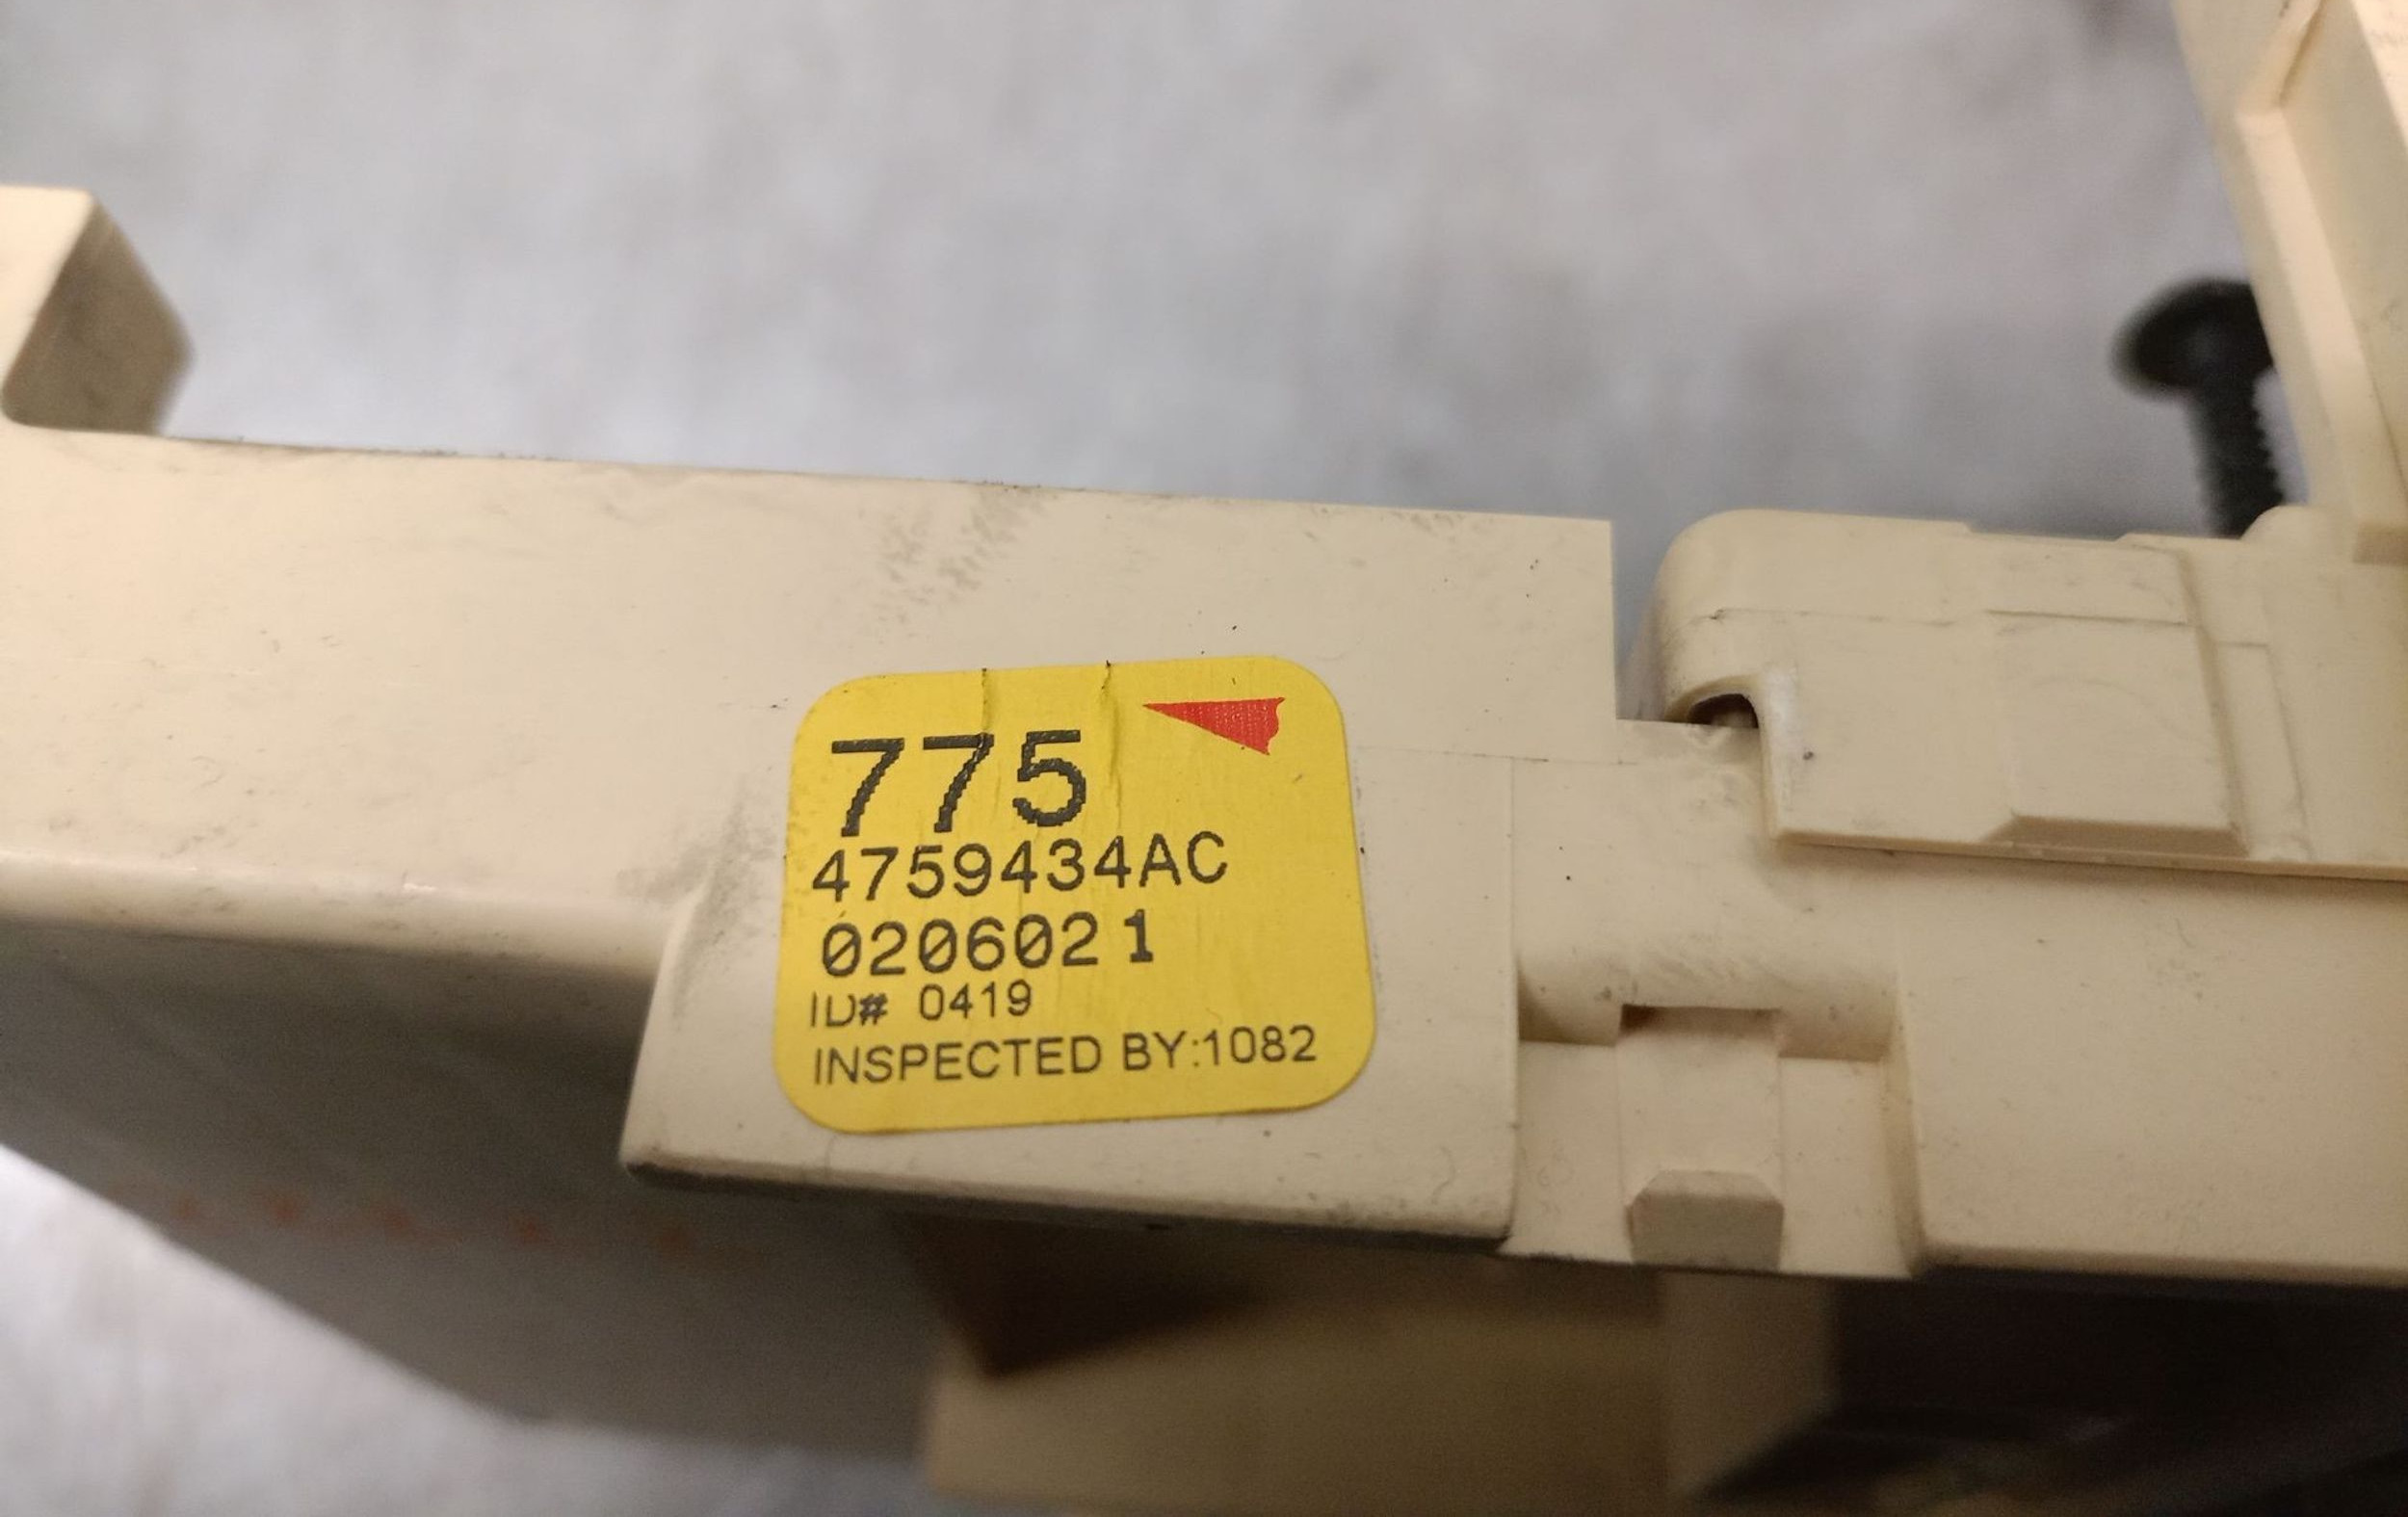 775
4759434AC
0206021
ID# 0419
INSPECTED BY:1082